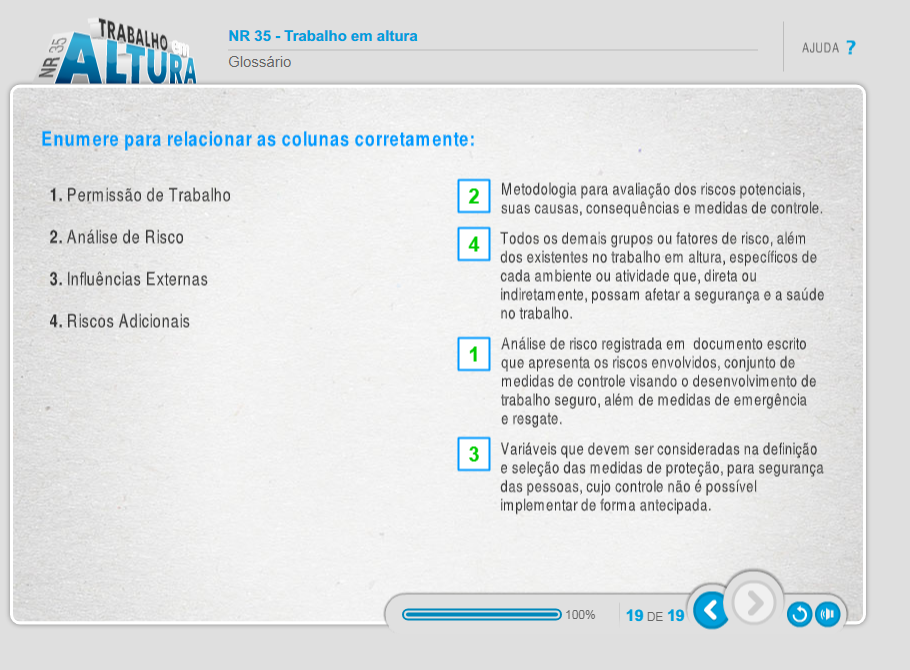 NR 35
TRABALHO em
ALTURA
NR 35 - Trabalho em altura
Glossário
AJUDA ?
Enumere para relacionar as colunas corretamente:
1. Permissão de Trabalho
2. Análise de Risco
3. Influências Externas
4. Riscos Adicionais
2
Metodologia para avaliação dos riscos potenciais,
suas causas, consequências e medidas de controle.
4
Todos os demais grupos ou fatores de risco, além
dos existentes no trabalho em altura, específicos de
cada ambiente ou atividade que, direta ou
indiretamente, possam afetar a segurança e a saúde
no trabalho.
1
Análise de risco registrada em documento escrito
que apresenta os riscos envolvidos, conjunto de
medidas de controle visando o desenvolvimento de
trabalho seguro, além de medidas de emergência
e resgate.
3
Variáveis que devem ser consideradas na definição
e seleção das medidas de proteção, para segurança
das pessoas, cujo controle não é possível
implementar de forma antecipada.
100%
19 DE 19